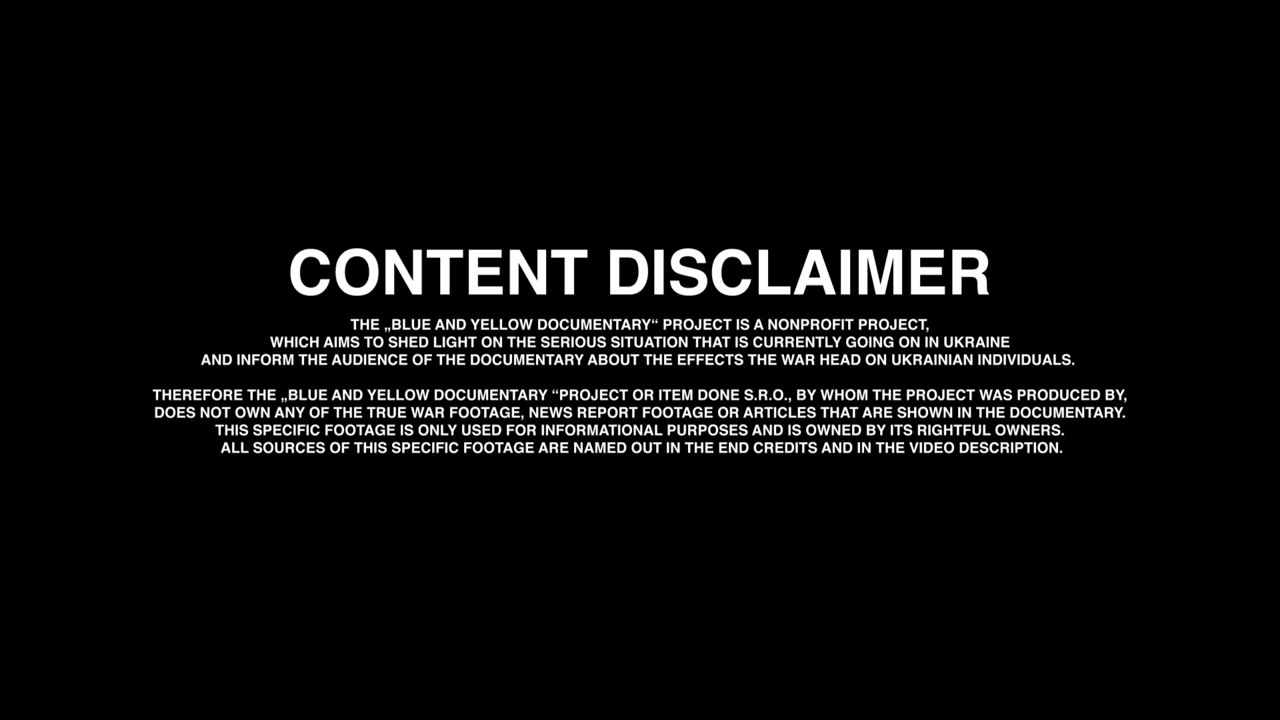 CONTENT DISCLAIMER
THE „BLUE AND YELLOW DOCUMENTARY“ PROJECT IS A NONPROFIT PROJECT,
WHICH AIMS TO SHED LIGHT ON THE SERIOUS SITUATION THAT IS CURRENTLY GOING ON IN UKRAINE
AND INFORM THE AUDIENCE OF THE DOCUMENTARY ABOUT THE EFFECTS THE WAR HEAD ON UKRAINIAN INDIVIDUALS.
THEREFORE THE „BLUE AND YELLOW DOCUMENTARY “PROJECT OR ITEM DONE S.R.O., BY WHOM THE PROJECT WAS PRODUCED BY,
DOES NOT OWN ANY OF THE TRUE WAR FOOTAGE, NEWS REPORT FOOTAGE OR ARTICLES THAT ARE SHOWN IN THE DOCUMENTARY.
THIS SPECIFIC FOOTAGE IS ONLY USED FOR INFORMATIONAL PURPOSES AND IS OWNED BY ITS RIGHTFUL OWNERS.
ALL SOURCES OF THIS SPECIFIC FOOTAGE ARE NAMED OUT IN THE END CREDITS AND IN THE VIDEO DESCRIPTION.